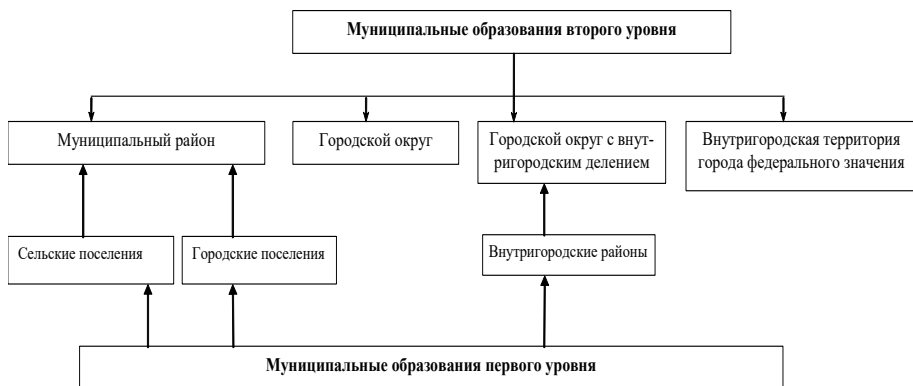 Муниципальные образования второго уровня
Муниципальный район
Городской округ
Городской округ с внут-
ригородским делением
Внутригородская территория
города федерального значения
Сельские поселения
Городские поселения
Внутригородские районы
Муниципальные образования первого уровня